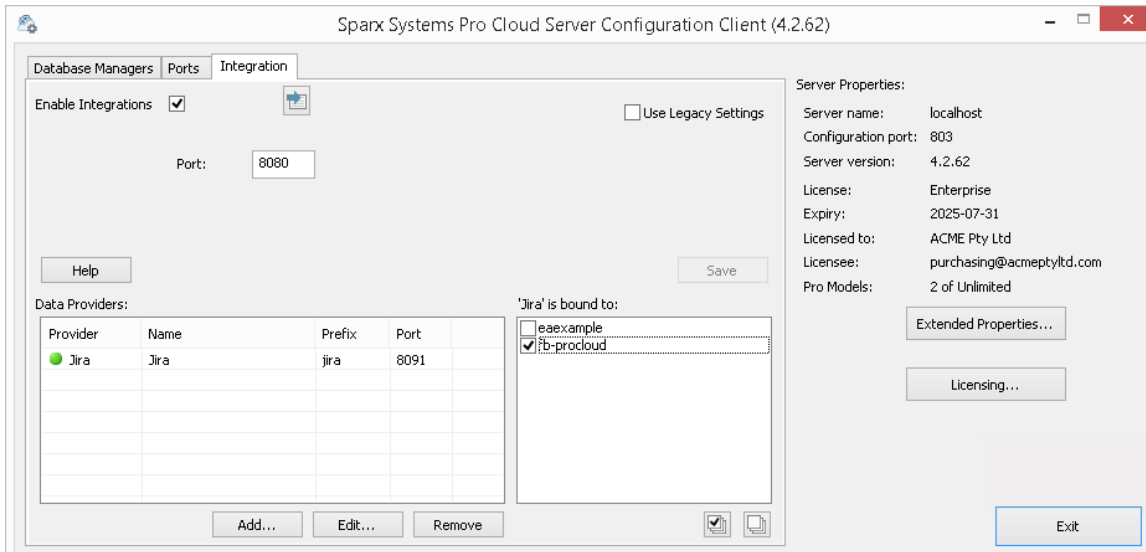 Sparx Systems Pro Cloud Server Configuration Client (4.2.62)
Database Managers Ports Integration
Enable Integrations
Use Legacy Settings
Port: 8080
Help
Save
Data Providers:
Provider Name Prefix Port
Jira Jira jira 8091
Add... Edit... Remove
'Jira' is bound to:
eaexample
fb-procloud
Server Properties:
Server name: localhost
Configuration port: 803
Server version: 4.2.62
License: Enterprise
Expiry: 2025-07-31
Licensed to: ACME Pty Ltd
Licensee: purchasing@acmeptyltd.com
Pro Models: 2 of Unlimited
Extended Properties...
Licensing...
Exit